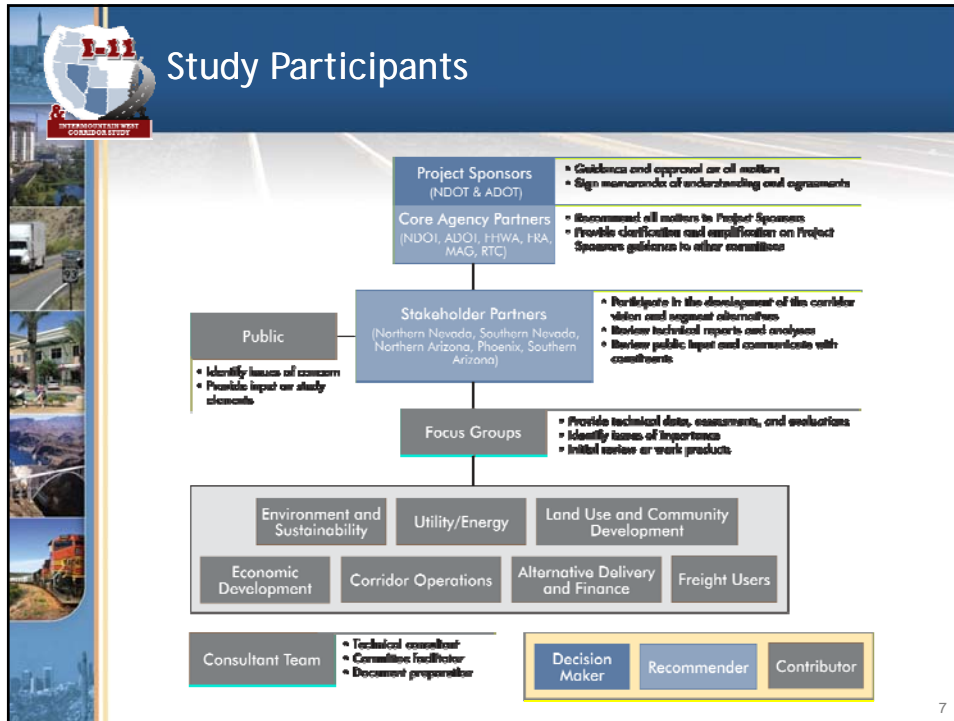 I-11
&
INTERMOUNTAIN WEST
CORRIDOR STUDY
Study Participants
Project Sponsors
(NDOT & ADOT)
• Guidance and approval on all matters
• Sign memoranda of understanding and agreements
Core Agency Partners
(NDOT, ADOT, FHWA, FRA,
MAG, RTC)
• Recommend all matters to Project Sponsors
• Provide clarification and amplification on Project
Sponsors guidance to other committees
Stakeholder Partners
(Northern Nevada, Southern Nevada,
Northern Arizona, Phoenix, Southern
Arizona)
• Participate in the development of the corridor
vision and segment alternatives
• Review technical reports and analyses
• Review public input and communicate with
constituents
Public
• Identify issues of concern
• Provide input on study
elements
Focus Groups
• Provide technical data, assessments, and evaluations
• Identify issues of importance
• Initial review of work products
Environment and
Sustainability
Utility/Energy
Land Use and Community
Development
Economic
Development
Corridor Operations
Alternative Delivery
and Finance
Freight Users
Consultant Team
• Technical consultant
• Committee facilitator
• Document preparation
Decision
Maker
Recommender
Contributor
7